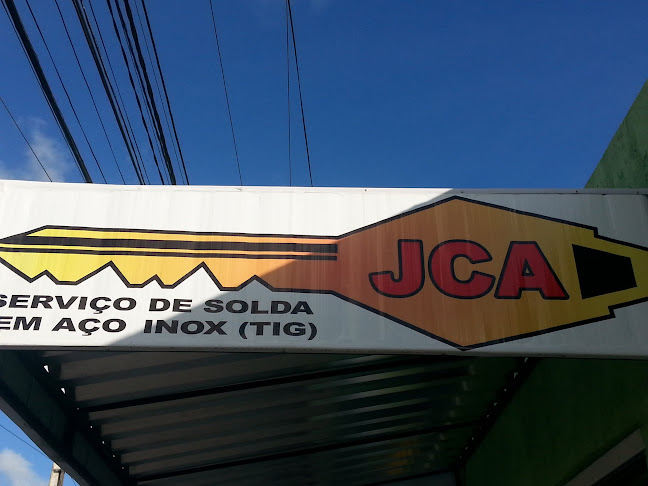 JCA
SERVIÇO DE SOLDA
EM AÇO INOX (TIG)